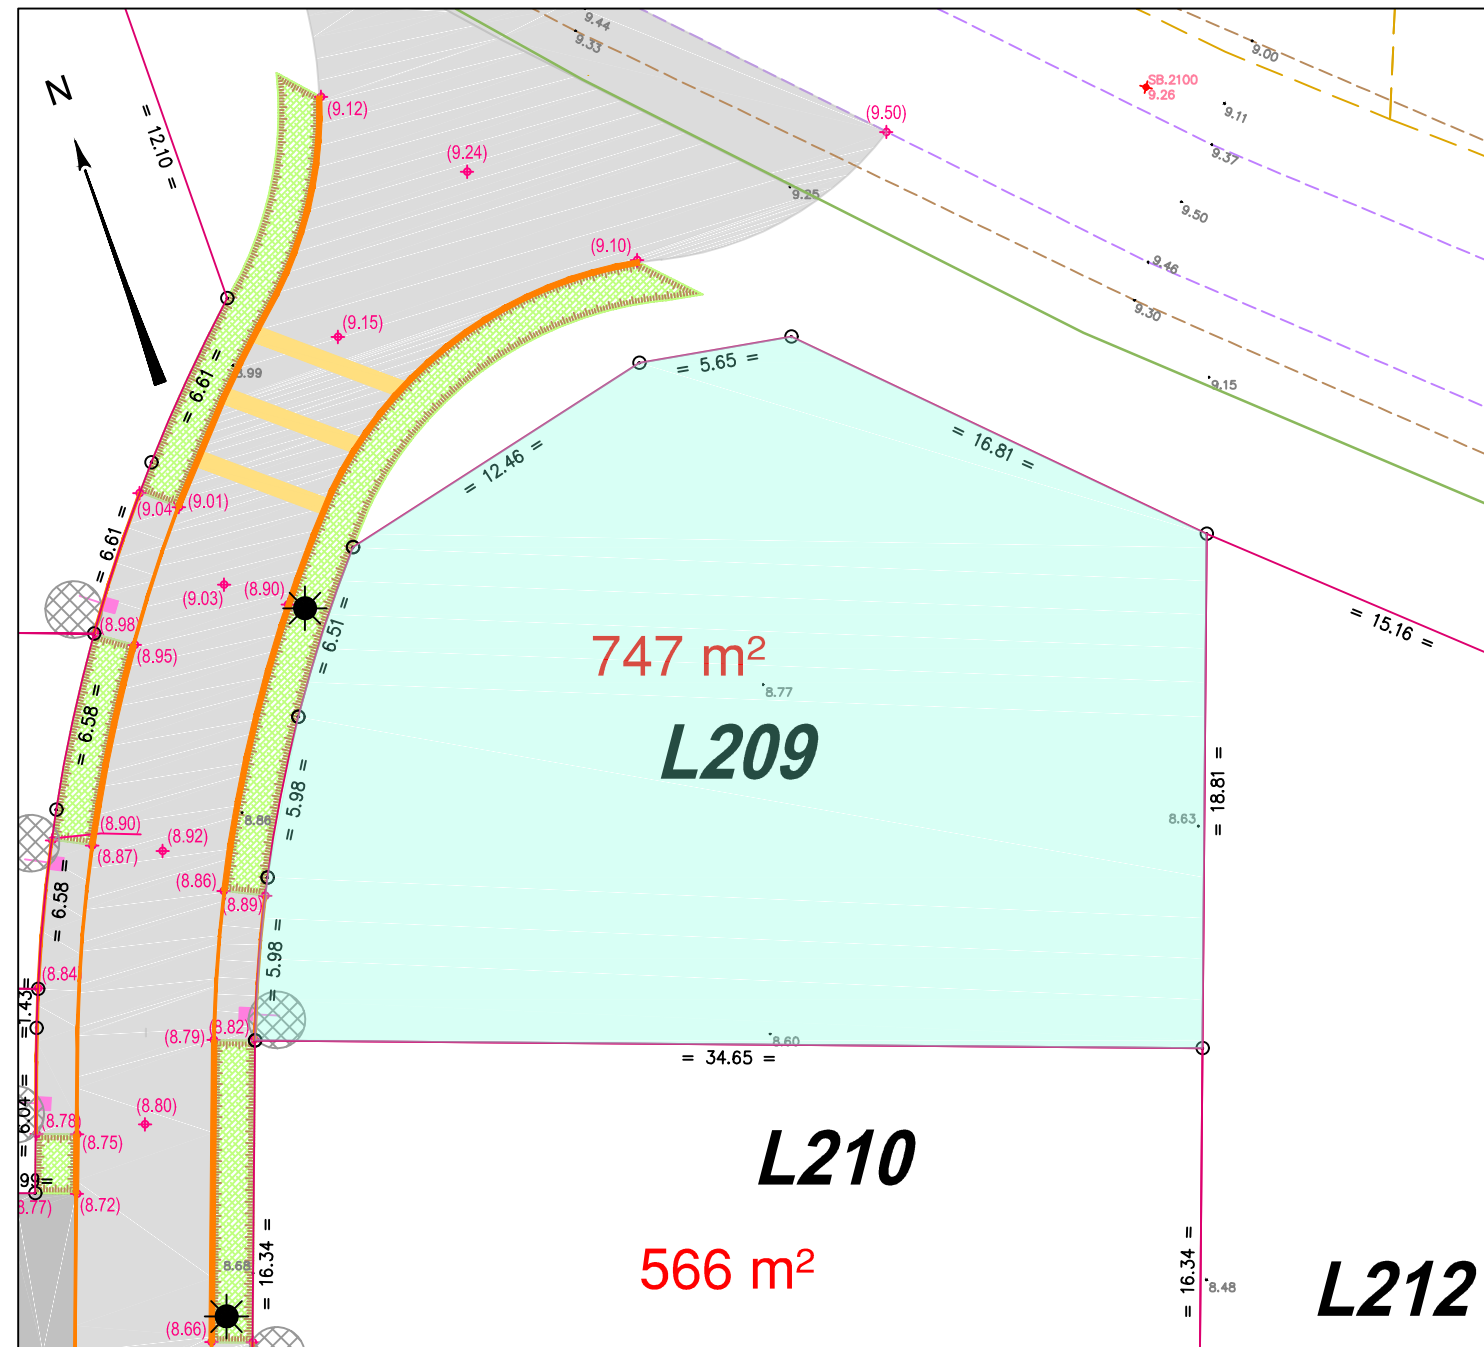 9.44
9.33
9.00
N
SB.2100
9.26
(9.12)
9.11
= 12.10 =
(9.50)
(9.24)
9.37
9.25
9.50
(9.10)
9.46
9.30
(9.15)
= 5.65 =
= 6.61 =
9.15
= 16.81 =
= 12.46 =
(9.04
(9.01)
= 6.61 =
(9.03)
(8.90)
(8.98)
= 15.16 =
= 6.51 =
(8.95)
747 m²
8.77
= 6.58 =
L209
= 5.98 =
= 18.81 =
8.86
8.63
(8.90)
(8.92)
(8.87)
(8.86)
(8.89)
= 6.58 =
= 5.98 =
(8.84
=1.43=
(8.82)
(8.79)
8.60
= 34.65 =
= 6.04 =
(8.80)
(8.78)
(8.75)
L210
(8.72)
= 16.34 =
= 16.34 =
8.68
566 m²
8.48
L212
(8.66)